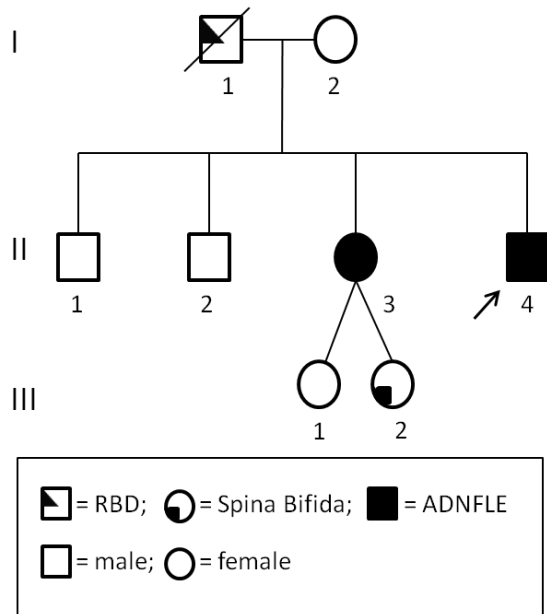 I
1 2
II
1 2 3 4
III
1 2
= RBD; = Spina Bifida; = ADNFLE
= male; = female